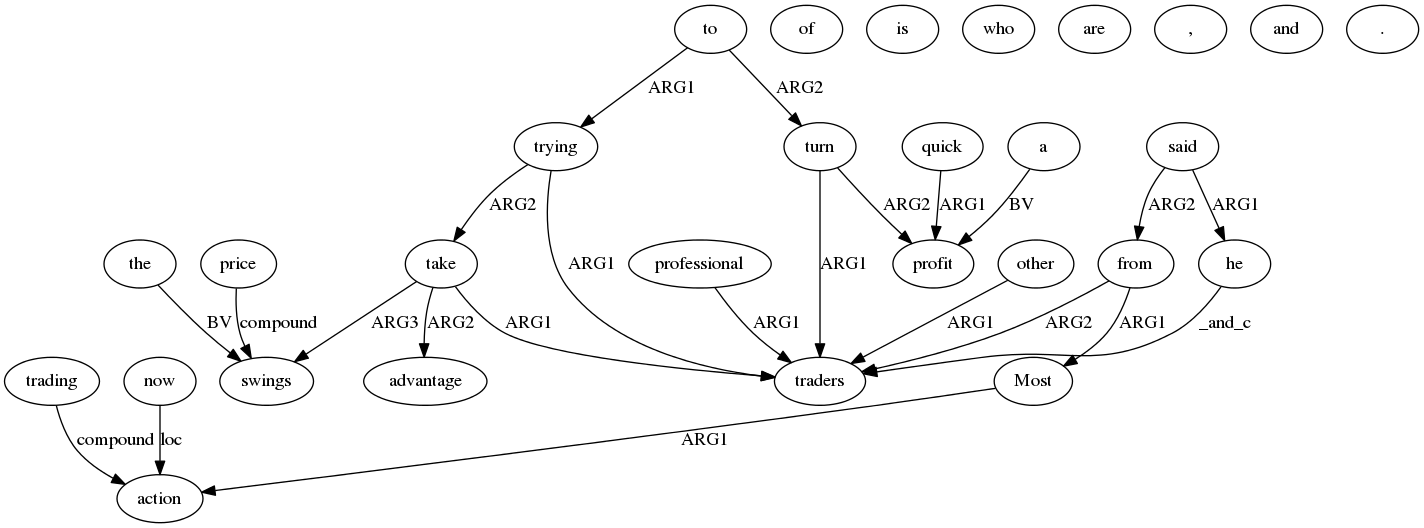 to of is who are , and .
ARG1 ARG2
trying turn quick a said
ARG2 ARG2 ARG1 BV ARG2 ARG1
the price take ARG1 professional ARG1 profit other from he
BV compound ARG3 ARG2 ARG1 ARG1 ARG1 ARG2 ARG1 _and_c
trading now swings advantage traders Most
compound loc ARG1
action